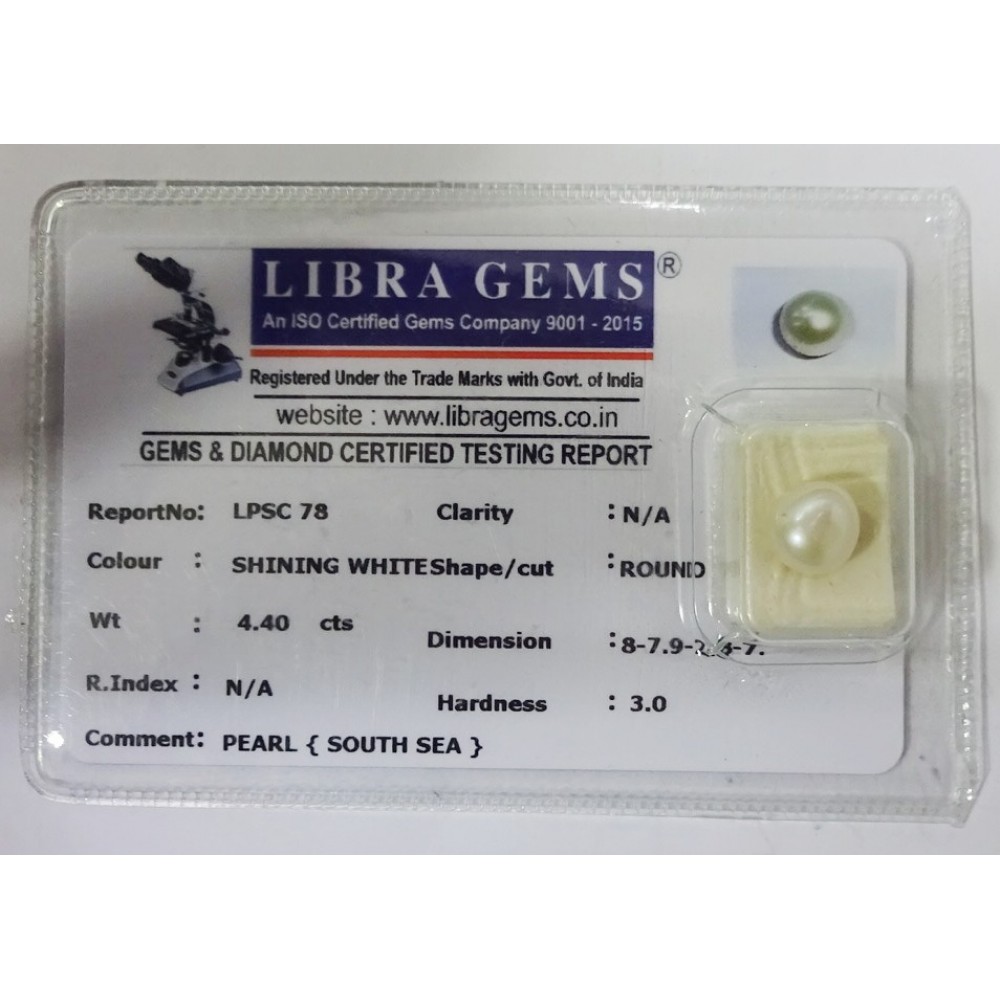 LIBRA GEMS ®
An ISO Certified Gems Company 9001 - 2015
Registered Under the Trade Marks with Govt. of India
website : www.libragems.co.in
GEMS & DIAMOND CERTIFIED TESTING REPORT
ReportNo: LPSC 78 Clarity : N/A
Colour : SHINING WHITE Shape/cut : ROUND
Wt : 4.40 cts Dimension : 8-7.9-
R.Index : N/A Hardness : 3.0
Comment: PEARL { SOUTH SEA }